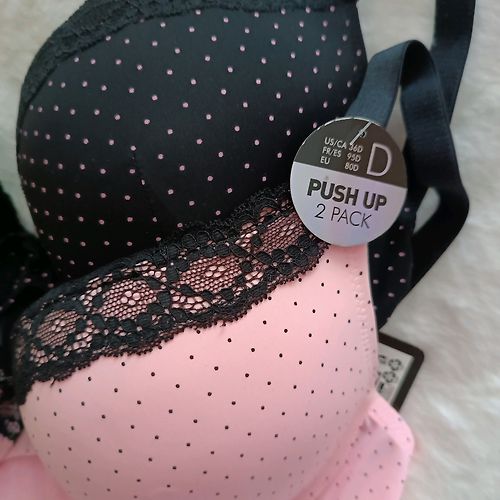 US/CA 36D
FR/ES 95D
EU 80D
D
PUSH UP
2 PACK